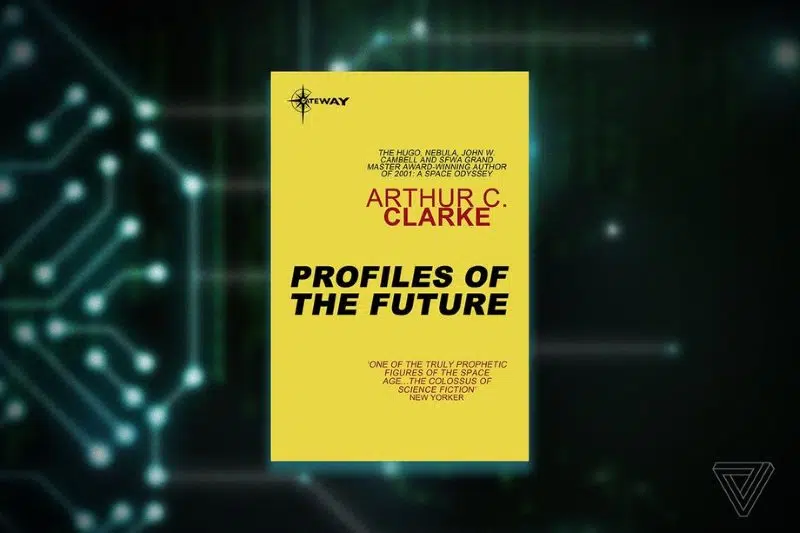 GATEWAY
THE HUGO, NEBULA, JOHN W.
CAMBELL AND SFWA GRAND
MASTER AWARD-WINNING AUTHOR
OF 2001: A SPACE ODYSSEY
ARTHUR C.
CLARKE
PROFILES OF
THE FUTURE
'ONE OF THE TRULY PROPHETIC
FIGURES OF THE SPACE
AGE...THE COLOSSUS OF
SCIENCE FICTION'
NEW YORKER